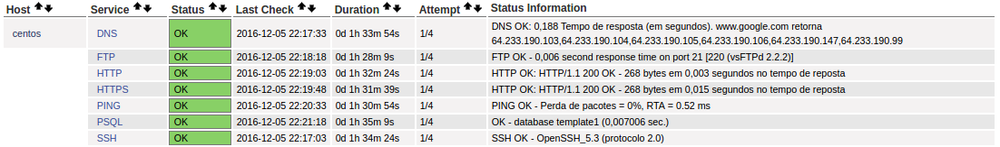 Host Service Status Last Check Duration Attempt Status Information
centos DNS OK 2016-12-05 22:17:33 0d 1h 33m 54s 1/4 DNS OK: 0,188 Tempo de resposta (em segundos). www.google.com retorna
64.233.190.103,64.233.190.104,64.233.190.105,64.233.190.106,64.233.190.147,64.233.190.99
FTP OK 2016-12-05 22:18:18 0d 1h 28m 9s 1/4 FTP OK - 0,006 second response time on port 21 [220 (vsFTPd 2.2.2)]
HTTP OK 2016-12-05 22:19:03 0d 1h 32m 24s 1/4 HTTP OK: HTTP/1.1 200 OK - 268 bytes em 0,003 segundos no tempo de reposta
HTTPS OK 2016-12-05 22:19:48 0d 1h 31m 39s 1/4 HTTP OK: HTTP/1.1 200 OK - 268 bytes em 0,015 segundos no tempo de reposta
PING OK 2016-12-05 22:20:33 0d 1h 30m 54s 1/4 PING OK - Perda de pacotes = 0%, RTA = 0.52 ms
PSQL OK 2016-12-05 22:21:18 0d 1h 35m 9s 1/4 OK - database template1 (0,007006 sec.)
SSH OK 2016-12-05 22:17:03 0d 1h 34m 24s 1/4 SSH OK - OpenSSH_5.3 (protocolo 2.0)